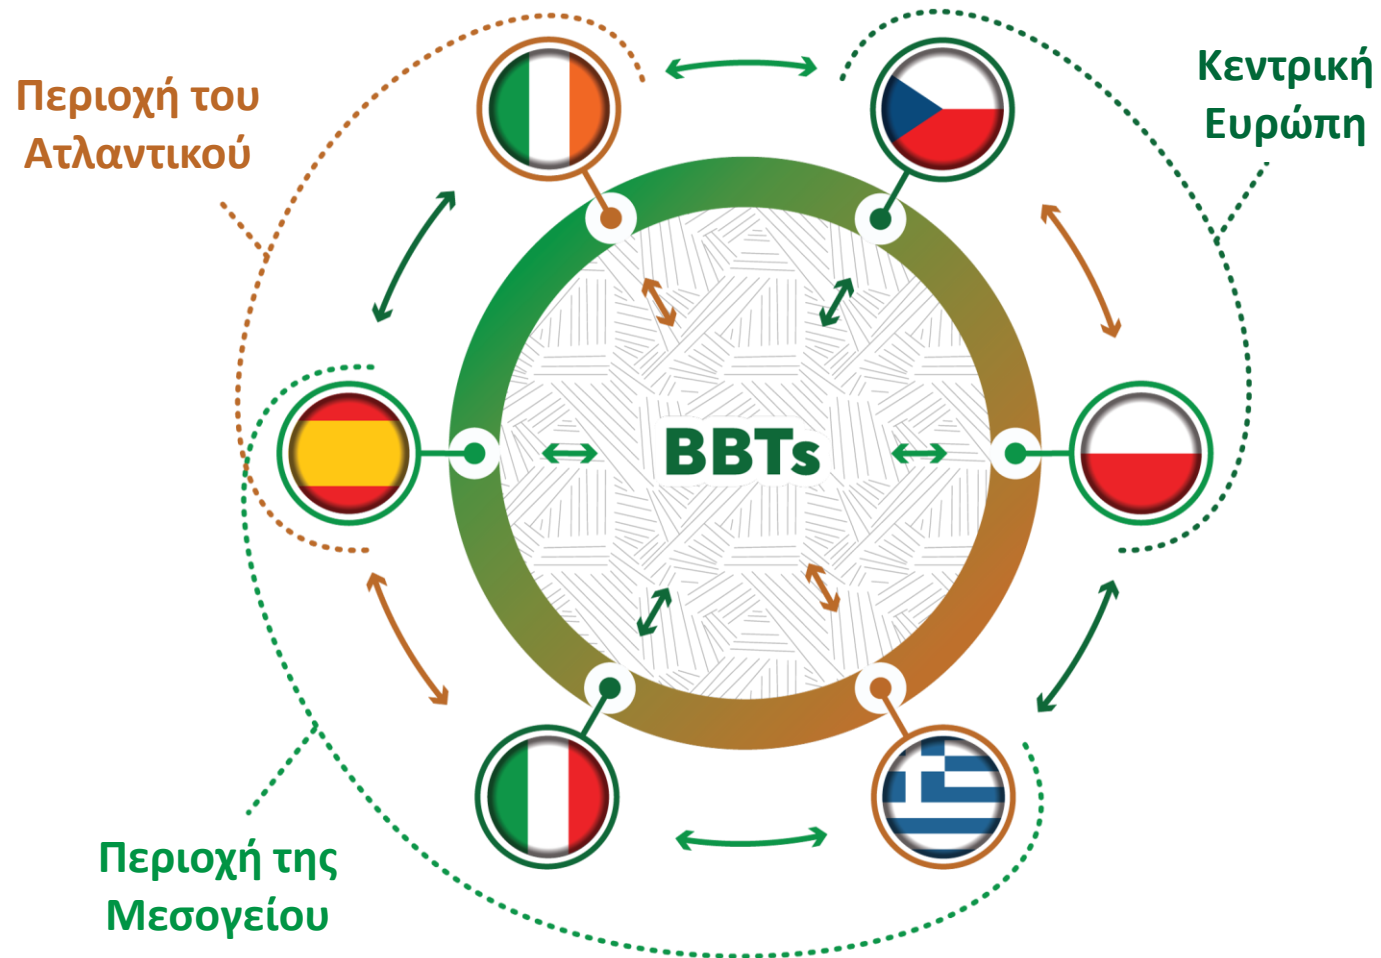 Περιοχή του
Ατλαντικού
Κεντρική
Ευρώπη
BBTs
Περιοχή της
Μεσογείου